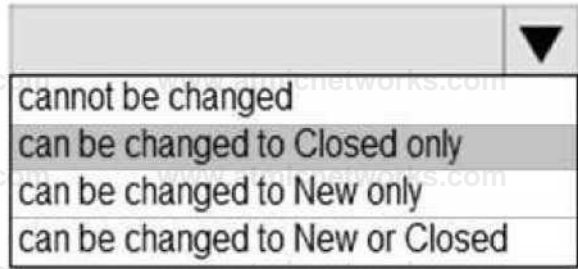 cannot be changed
can be changed to Closed only
can be changed to New only
can be changed to New or Closed